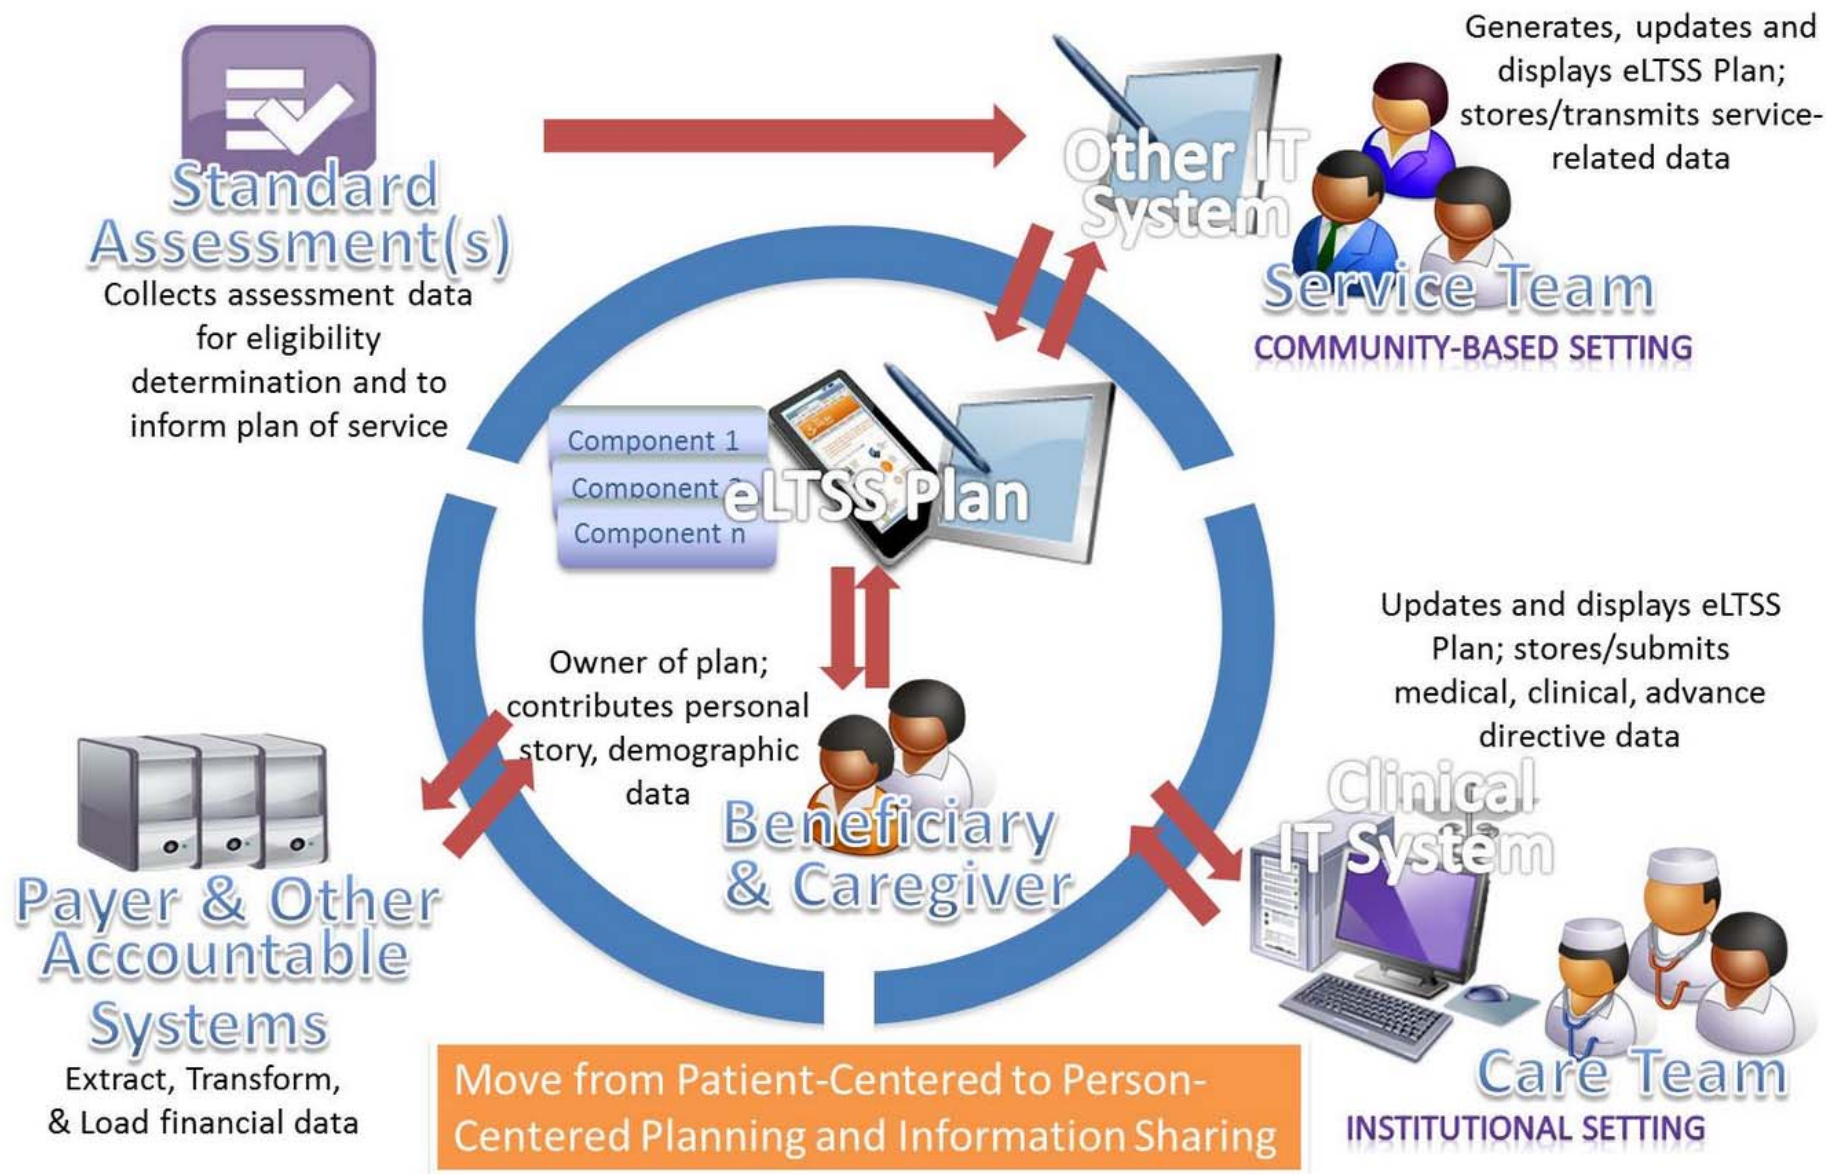 Standard
Assessment(s)
Collects assessment data
for eligibility
determination and to
inform plan of service
Other IT
System
Generates, updates and
displays eLTSS Plan;
stores/transmits service-
related data
Service Team
COMMUNITY-BASED SETTING
Component 1
Component
Component n
eLTSS Plan
Owner of plan;
contributes personal
story, demographic
data
Beneficiary
& Caregiver
Updates and displays eLTSS
Plan; stores/submits
medical, clinical, advance
directive data
Clinical
IT System
Care Team
INSTITUTIONAL SETTING
Payer & Other
Accountable
Systems
Extract, Transform,
& Load financial data
Move from Patient-Centered to Person-
Centered Planning and Information Sharing